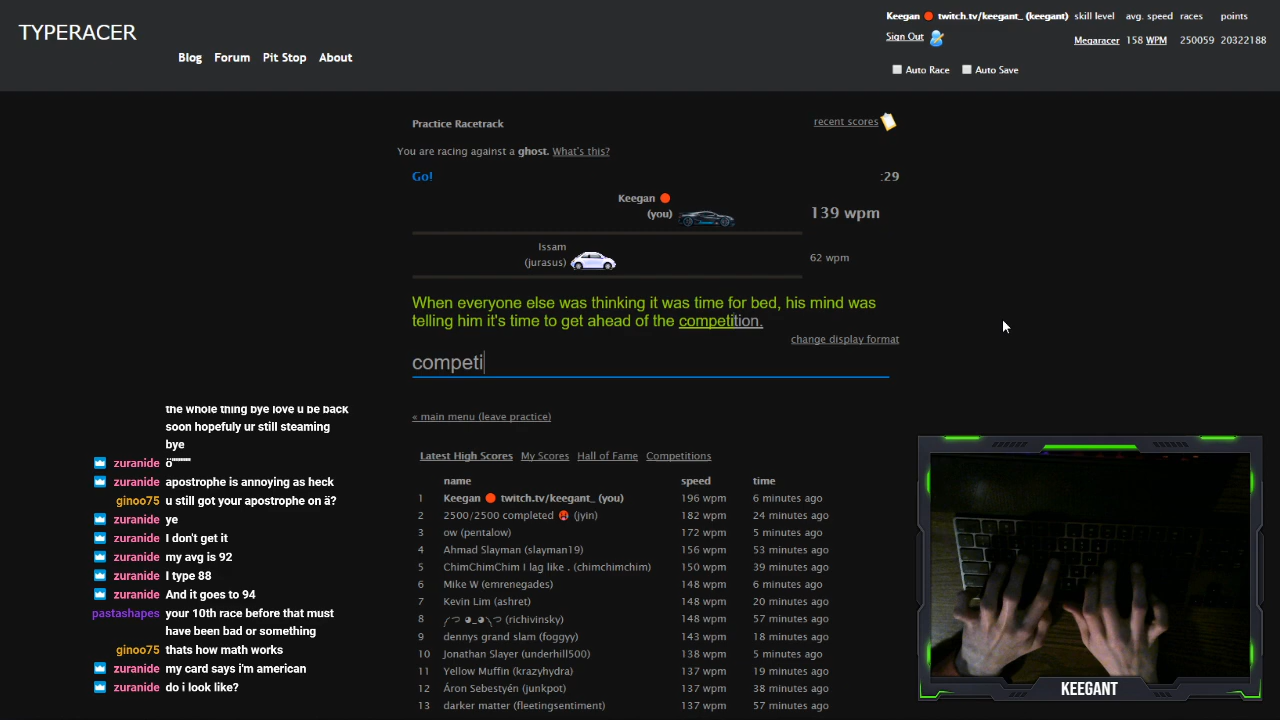 TYPERACER
Blog Forum Pit Stop About
Keegan twitch.tv/keegant_ (keegant) skill level avg. speed races points
Sign Out Megaracer 158 WPM 250059 20322188
Auto Race Auto Save
Practice Racetrack recent scores
You are racing against a ghost. What's this?
Go! :29
Keegan
(you) 139 wpm
Issam
(jurasus) 62 wpm
When everyone else was thinking it was time for bed, his mind was
telling him it's time to get ahead of the competition.
change display format
competi
« main menu (leave practice)
Latest High Scores My Scores Hall of Fame Competitions
name speed time
1 Keegan twitch.tv/keegant_ (you) 196 wpm 6 minutes ago
2 2500/2500 completed (jyin) 182 wpm 24 minutes ago
3 ow (pentalow) 172 wpm 5 minutes ago
4 Ahmad Slayman (slayman19) 156 wpm 53 minutes ago
5 ChimChimChim I lag like . (chimchimchim) 150 wpm 39 minutes ago
6 Mike W (emrenegades) 148 wpm 6 minutes ago
7 Kevin Lim (ashret) 148 wpm 20 minutes ago
8 (richivinsky) 148 wpm 57 minutes ago
9 dennys grand slam (foggyy) 143 wpm 18 minutes ago
10 Jonathan Slayer (underhill500) 138 wpm 5 minutes ago
11 Yellow Muffin (krazyhydra) 137 wpm 19 minutes ago
12 Áron Sebestyén (junkpot) 137 wpm 38 minutes ago
13 darker matter (fleetingsentiment) 137 wpm 57 minutes ago
the whole thing bye love u be back
soon hopefuly ur still steaming
bye
zuranide ö'''''''
zuranide apostrophe is annoying as heck
ginoo75 u still got your apostrophe on ä?
zuranide ye
zuranide I don't get it
zuranide my avg is 92
zuranide I type 88
zuranide And it goes to 94
pastashapes your 10th race before that must
have been bad or something
ginoo75 thats how math works
zuranide my card says i'm american
zuranide do i look like?
KEEGANT